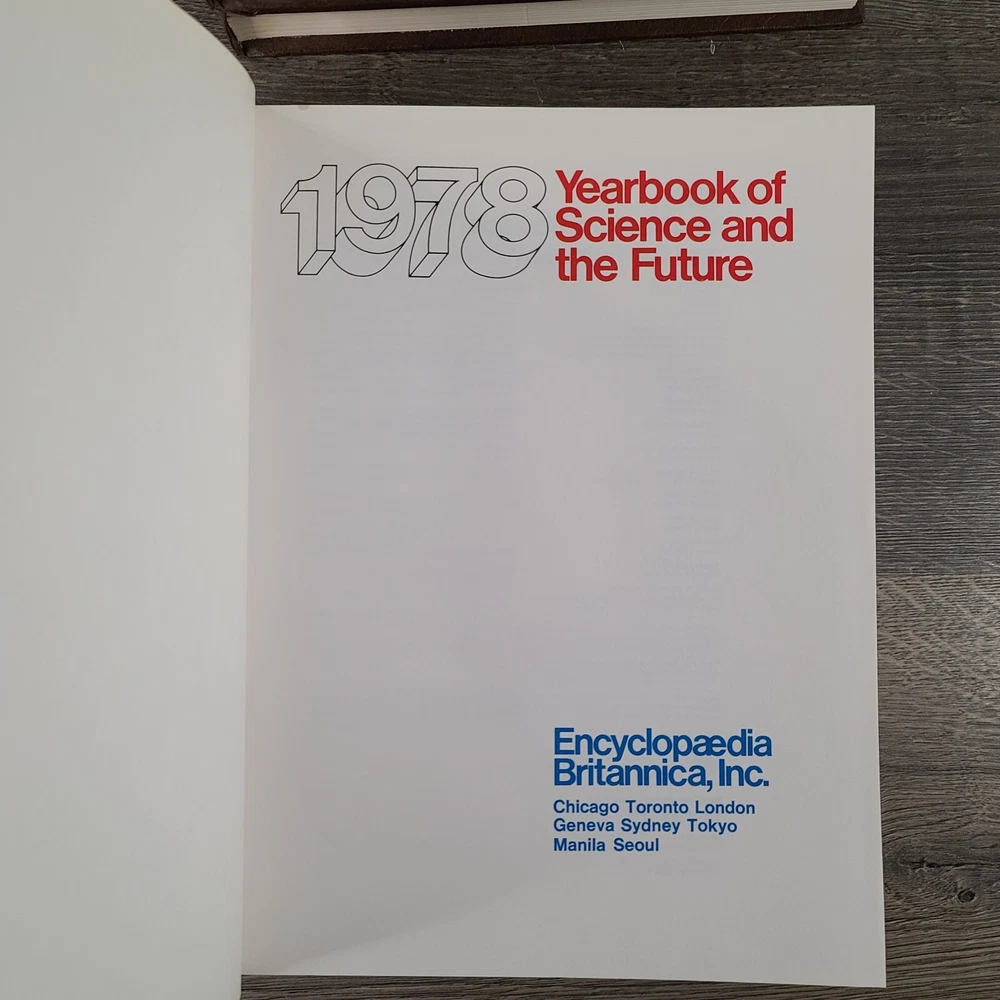 1978
Yearbook of
Science and
the Future
Encyclopædia
Britannica, Inc.
Chicago Toronto London
Geneva Sydney Tokyo
Manila Seoul